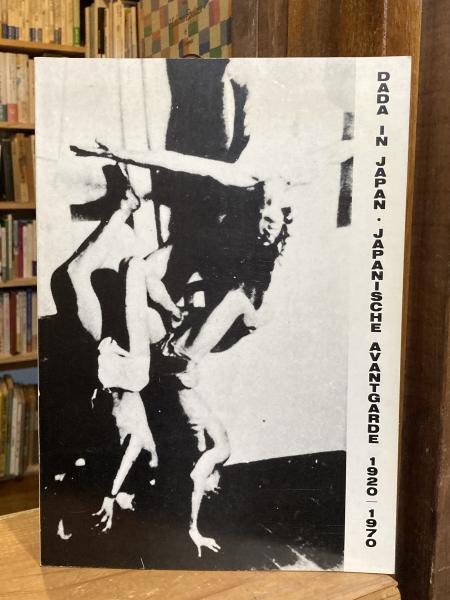 DADA IN JAPAN · JAPANISCHE AVANTGARDE 1920—1970